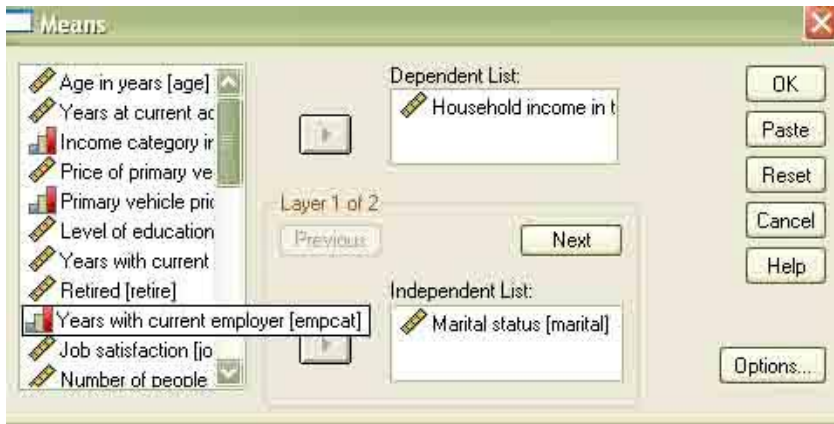 Means
Age in years [age]
Years at current ad
Income category ir
Price of primary ve
Primary vehicle pric
Level of education
Years with current
Retired [retire]
Years with current employer [empcat]
Job satisfaction [jo
Number of people
Dependent List:
Household income in t
Layer 1 of 2
Previous
Next
Independent List:
Marital status [marital]
OK
Paste
Reset
Cancel
Help
Options...